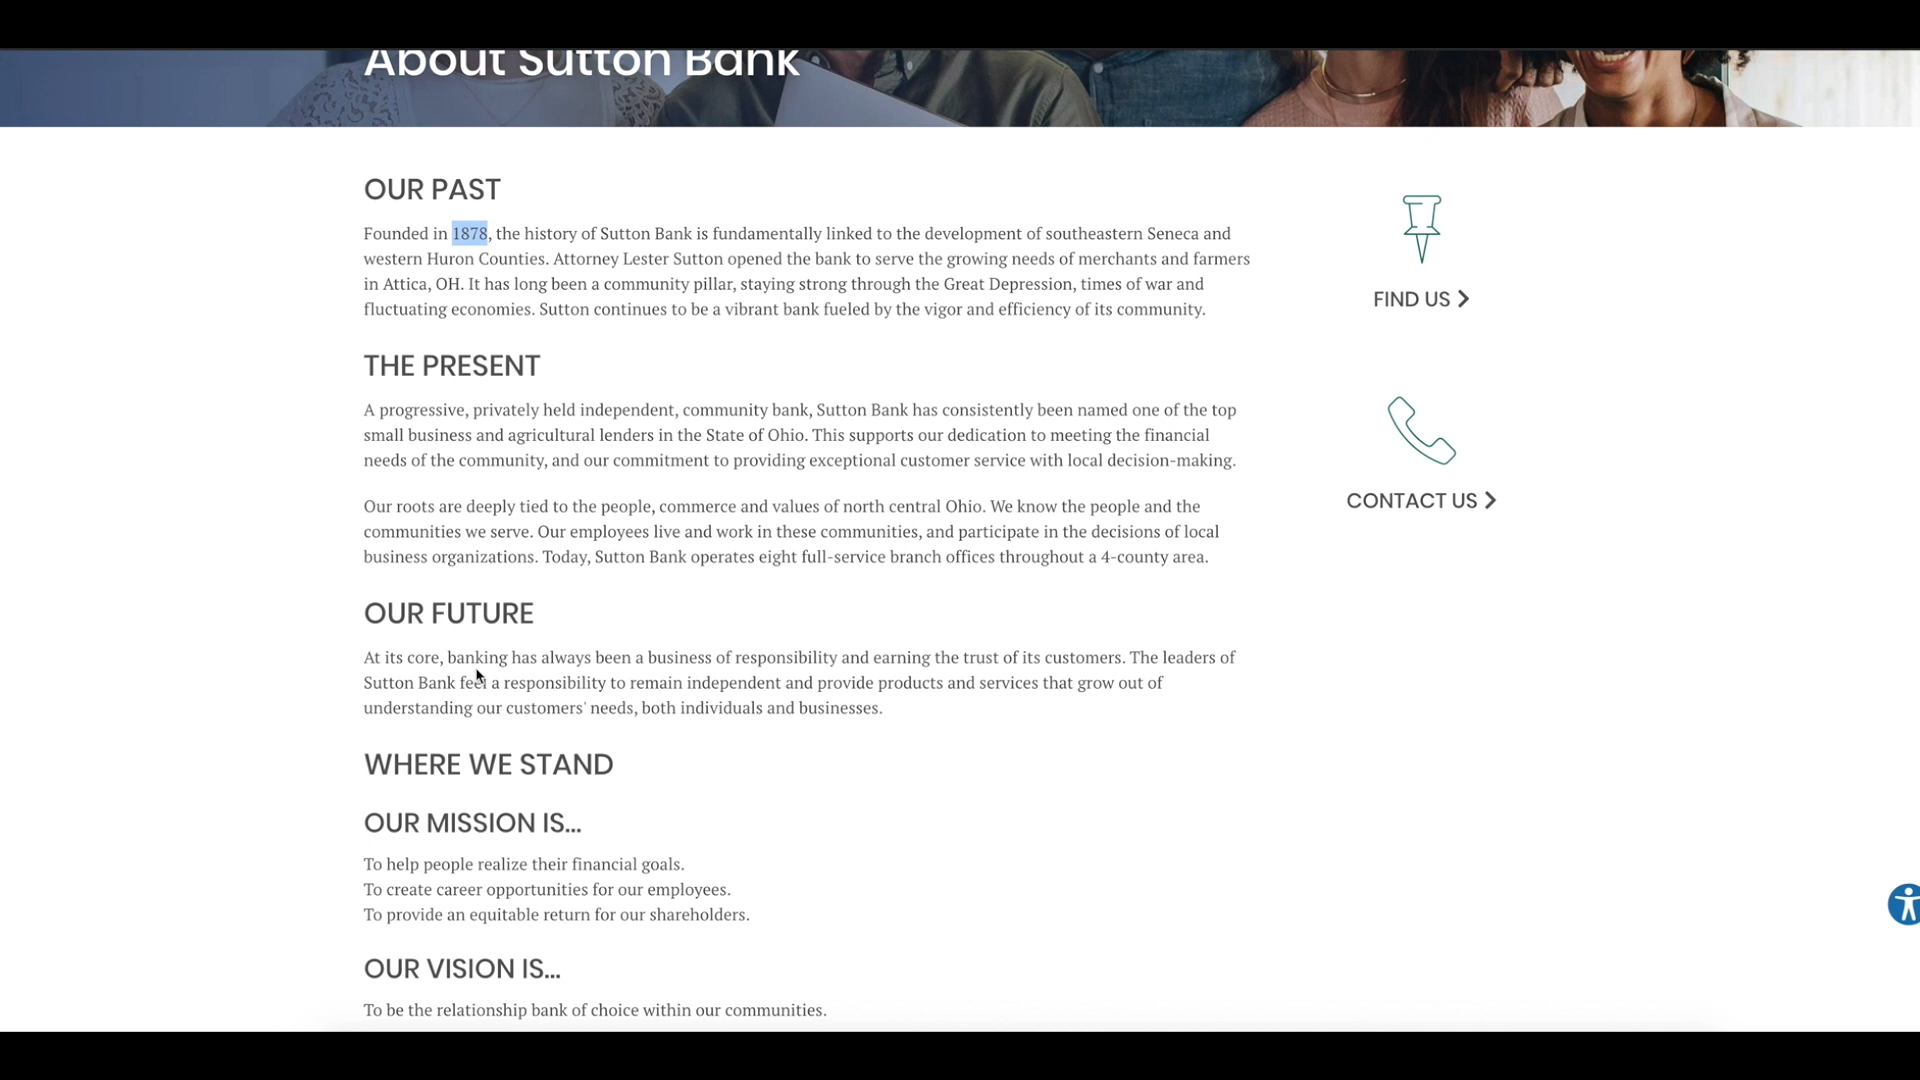 About Sutton Bank
OUR PAST
Founded in 1878, the history of Sutton Bank is fundamentally linked to the development of southeastern Seneca and
western Huron Counties. Attorney Lester Sutton opened the bank to serve the growing needs of merchants and farmers
in Attica, OH. It has long been a community pillar, staying strong through the Great Depression, times of war and
fluctuating economies. Sutton continues to be a vibrant bank fueled by the vigor and efficiency of its community.
THE PRESENT
A progressive, privately held independent, community bank, Sutton Bank has consistently been named one of the top
small business and agricultural lenders in the State of Ohio. This supports our dedication to meeting the financial
needs of the community, and our commitment to providing exceptional customer service with local decision-making.
Our roots are deeply tied to the people, commerce and values of north central Ohio. We know the people and the
communities we serve. Our employees live and work in these communities, and participate in the decisions of local
business organizations. Today, Sutton Bank operates eight full-service branch offices throughout a 4-county area.
OUR FUTURE
At its core, banking has always been a business of responsibility and earning the trust of its customers. The leaders of
Sutton Bank feel a responsibility to remain independent and provide products and services that grow out of
understanding our customers' needs, both individuals and businesses.
WHERE WE STAND
OUR MISSION IS...
To help people realize their financial goals.
To create career opportunities for our employees.
To provide an equitable return for our shareholders.
OUR VISION IS...
To be the relationship bank of choice within our communities.
FIND US
CONTACT US